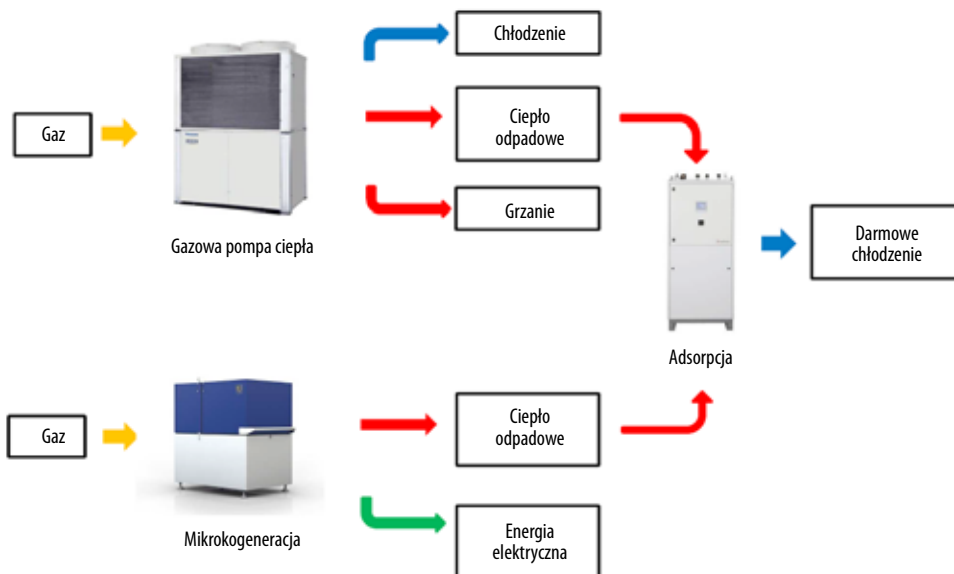 Chłodzenie
Gaz
Ciepło
odpadowe
Grzanie
Gazowa pompa ciepła
Darmowe
chłodzenie
Adsorpcja
Gaz
Ciepło
odpadowe
Mikrokogeneracja
Energia
elektryczna